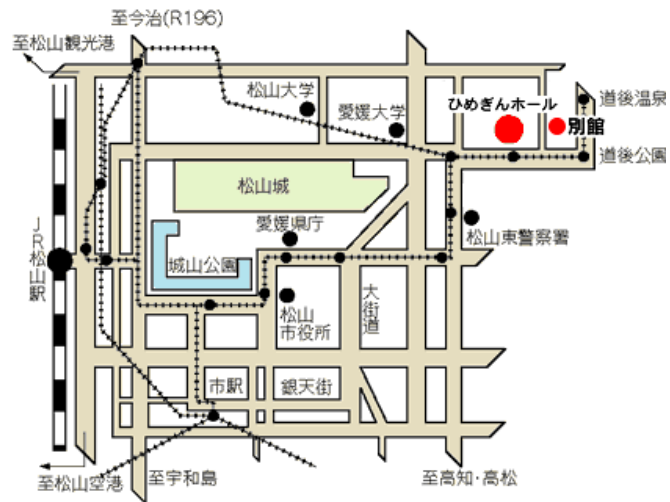 至今治(R196)
至松山観光港
松山大学
愛媛大学
ひめぎんホール
別館
道後温泉
道後公園
松山城
愛媛県庁
松山東警察署
城山公園
JR松山駅
松山
市役所
大街道
市駅
銀天街
至松山空港
至宇和島
至高知・高松